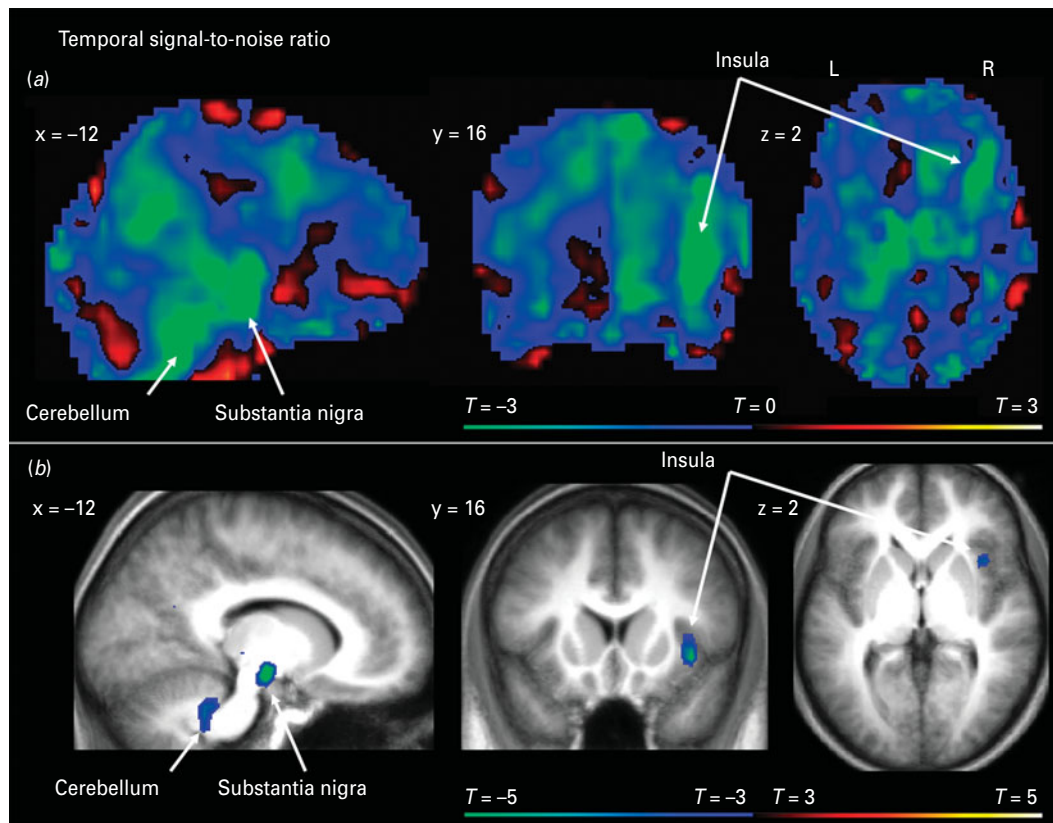 Temporal signal-to-noise ratio
(a)
Insula
L
R
x = –12
y = 16
z = 2
Cerebellum
Substantia nigra
T = –3
T = 0
T = 3
(b)
Insula
x = –12
y = 16
z = 2
Cerebellum
Substantia nigra
T = –5
T = –3
T = 3
T = 5